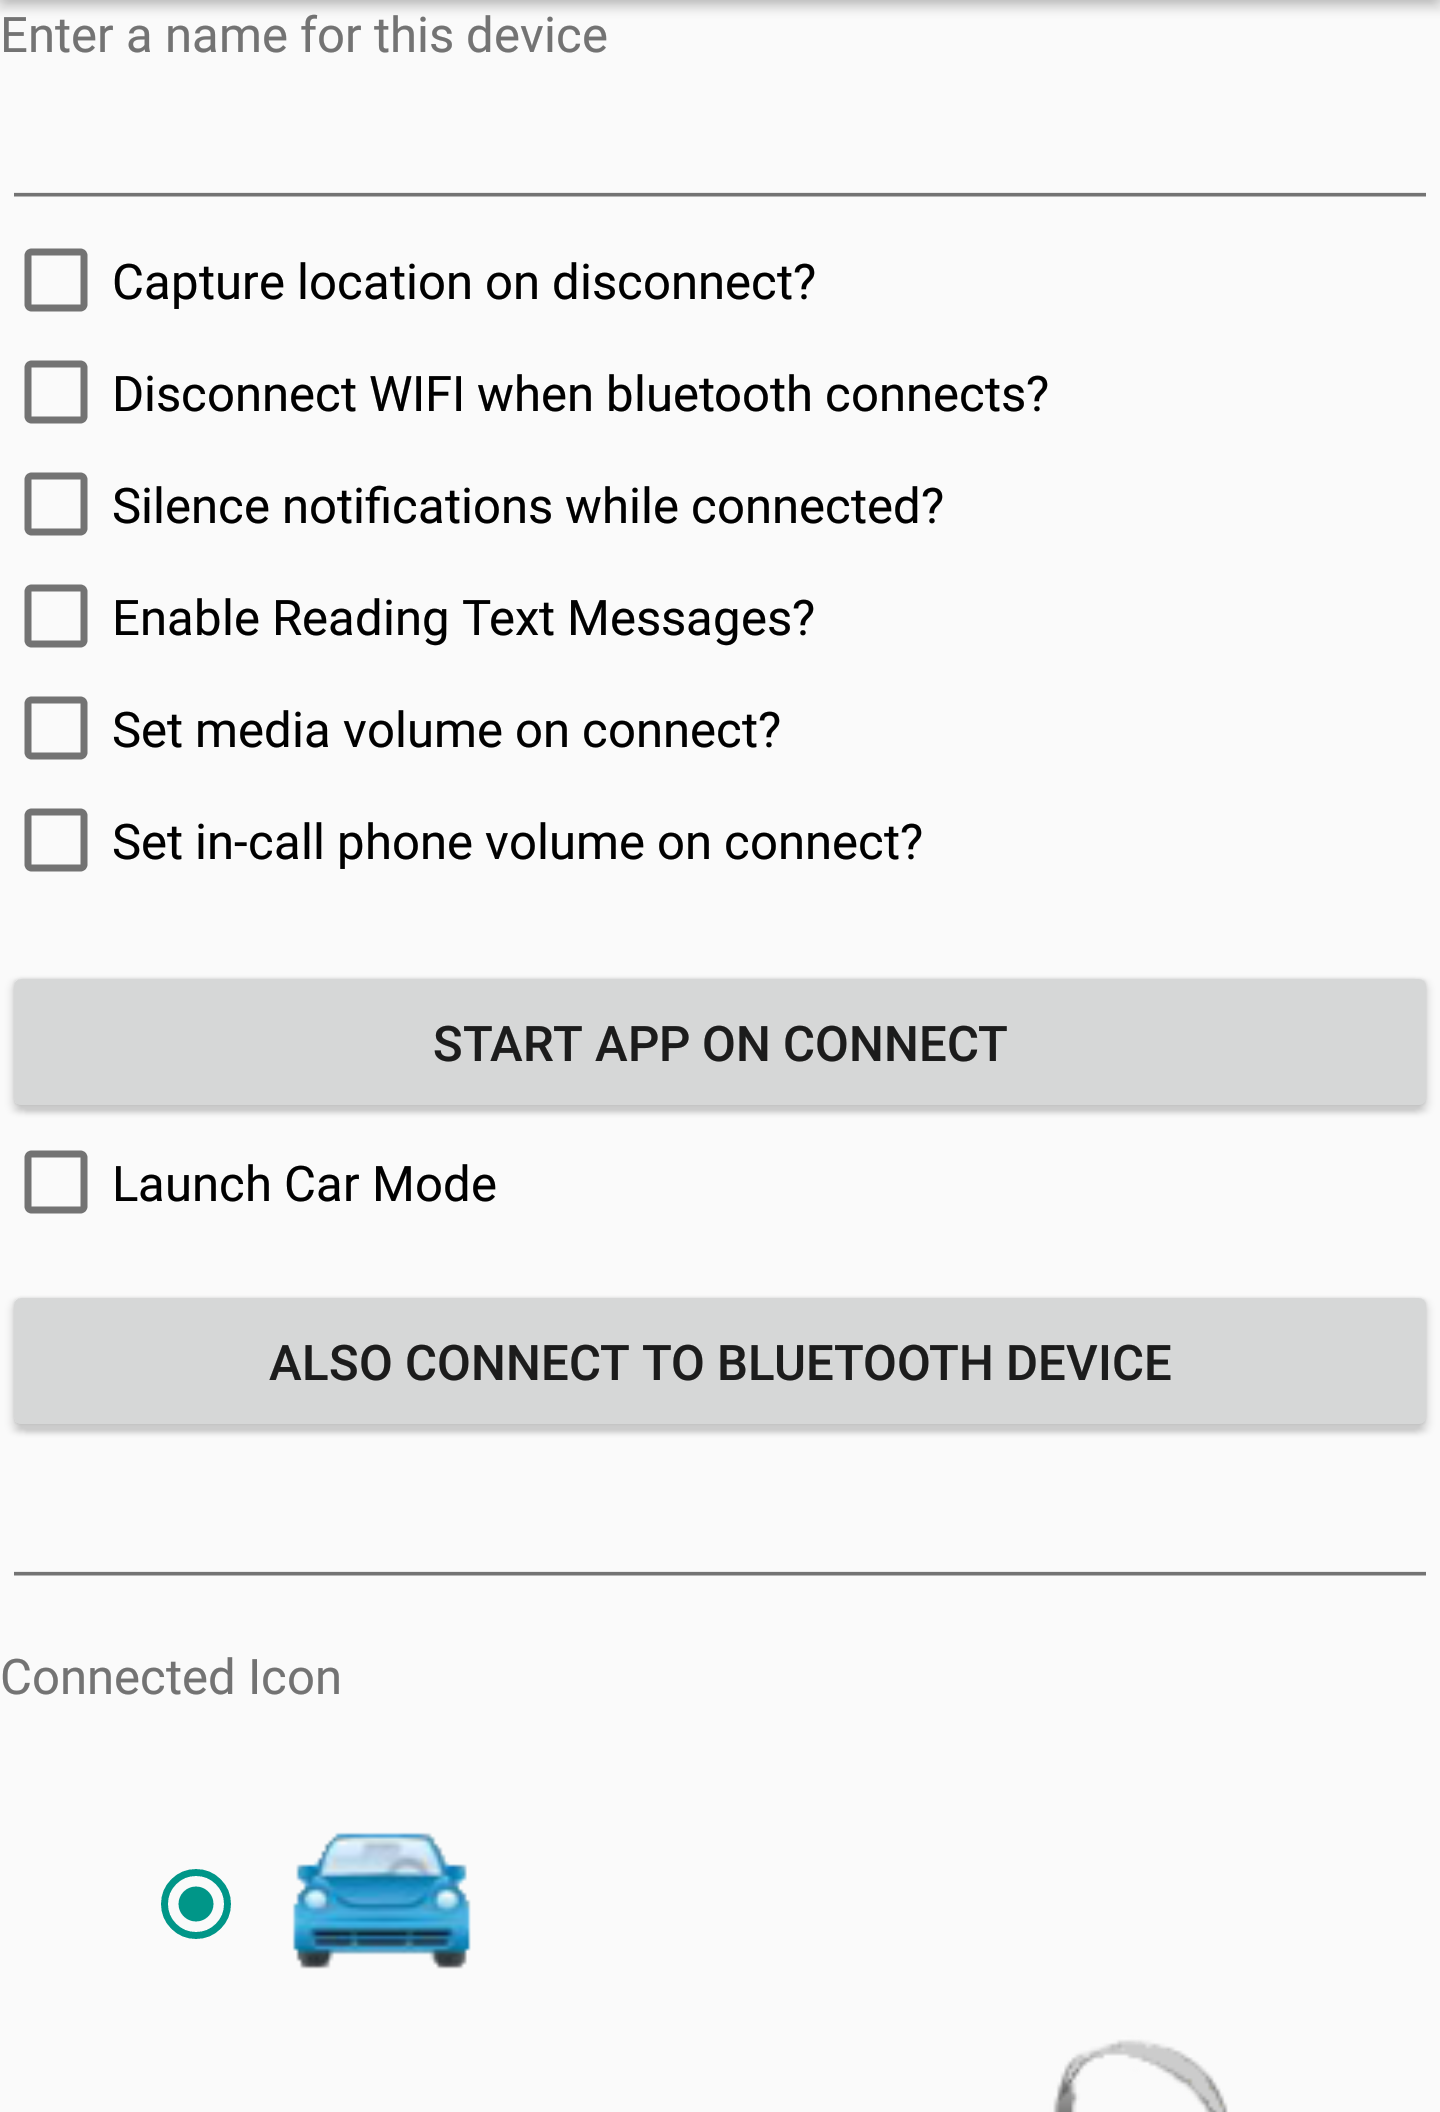 Enter a name for this device
Capture location on disconnect?
Disconnect WIFI when bluetooth connects?
Silence notifications while connected?
Enable Reading Text Messages?
Set media volume on connect?
Set in-call phone volume on connect?
START APP ON CONNECT
Launch Car Mode
ALSO CONNECT TO BLUETOOTH DEVICE
Connected Icon